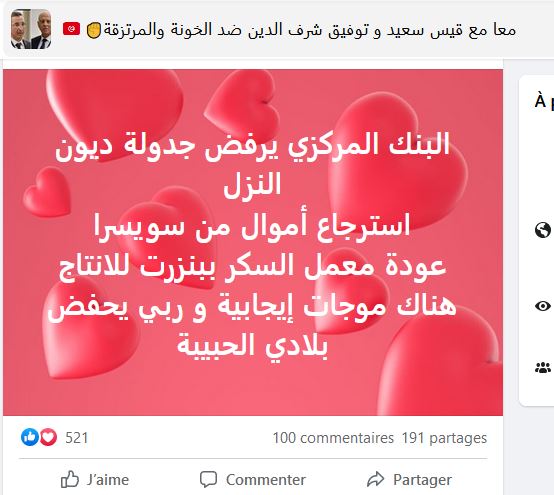 معا مع قيس سعيد و توفيق شرف الدين ضد الخونة والمرتزقة✊🇹🇳
البنك المركزي يرفض جدولة ديون
النزل
استرجاع أموال من سويسرا
عودة معمل السكر ببنزرت للانتاج
هناك موجات إيجابية و ربي يحفض
بلادي الحبيبة
521
100 commentaires 191 partages
J’aime Commenter Partager